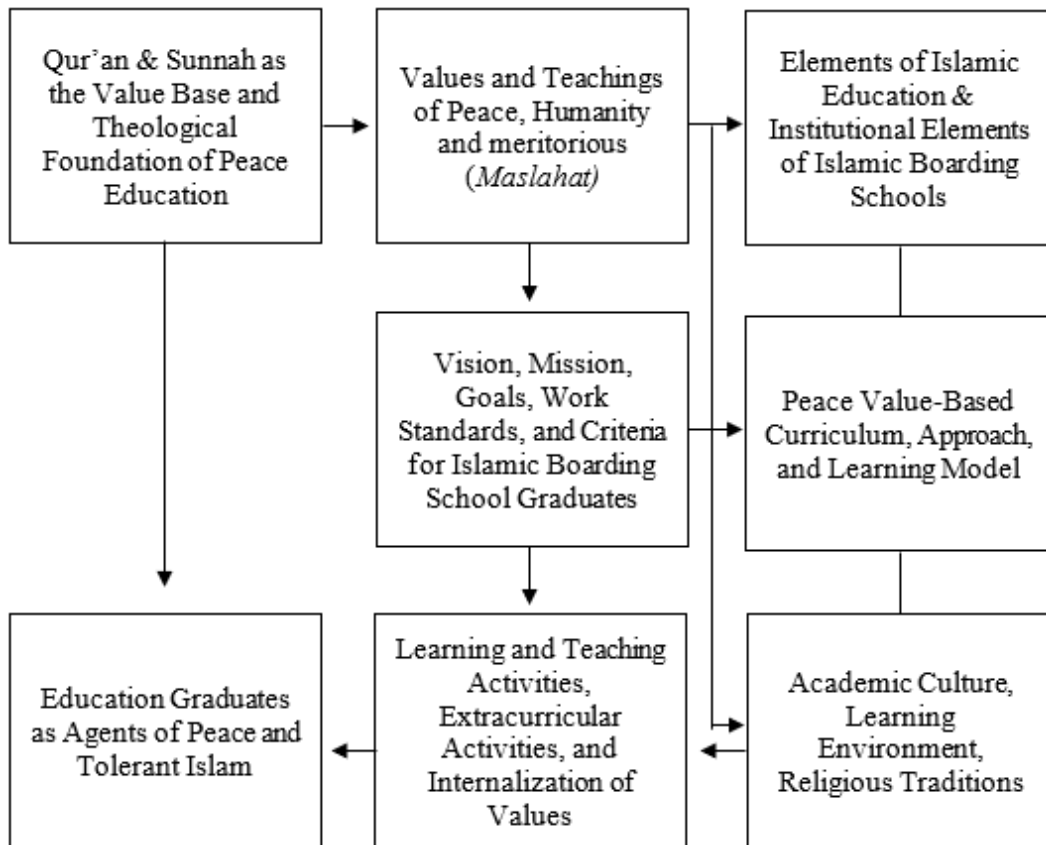 Qur’an & Sunnah as
the Value Base and
Theological
Foundation of Peace
Education
Values and Teachings
of Peace, Humanity
and meritorious
(Maslahat)
Elements of Islamic
Education &
Institutional Elements
of Islamic Boarding
Schools
Vision, Mission,
Goals, Work
Standards, and Criteria
for Islamic Boarding
School Graduates
Peace Value-Based
Curriculum, Approach,
and Learning Model
Education Graduates
as Agents of Peace and
Tolerant Islam
Learning and Teaching
Activities,
Extracurricular
Activities, and
Internalization of
Values
Academic Culture,
Learning
Environment,
Religious Traditions